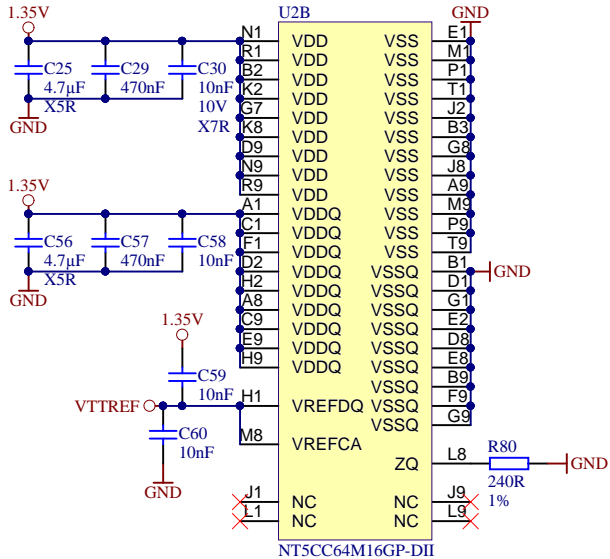 1.35V
U2B
GND
N1 VDD VSS E1
R1 VDD VSS M1
C25 C29 C30 B2 VDD VSS P1
4.7µF 470nF 10nF K2 VDD VSS T1
X5R 10V G7 VDD VSS J2
GND X7R K8 VDD VSS B3
D9 VDD VSS G8
N9 VDD VSS J8
R9 VDD VSS A9
1.35V A1 VDDQ VSS M9
C1 VDDQ VSS P9
C56 C57 C58 F1 VDDQ VSS T9
4.7µF 470nF 10nF D2 VDDQ VSSQ B1 GND
X5R H2 VDDQ VSSQ D1
GND A8 VDDQ VSSQ G1
1.35V C9 VDDQ VSSQ E2
E9 VDDQ VSSQ D8
C59 H9 VDDQ VSSQ E8
10nF VSSQ B9
VTTREF H1 VREFDQ VSSQ F9
VSSQ G9
C60 M8 VREFCA
10nF ZQ L8 R80 GND
GND 240R
J1 NC NC J9 1%
L1 NC NC L9
NT5CC64M16GP-DII